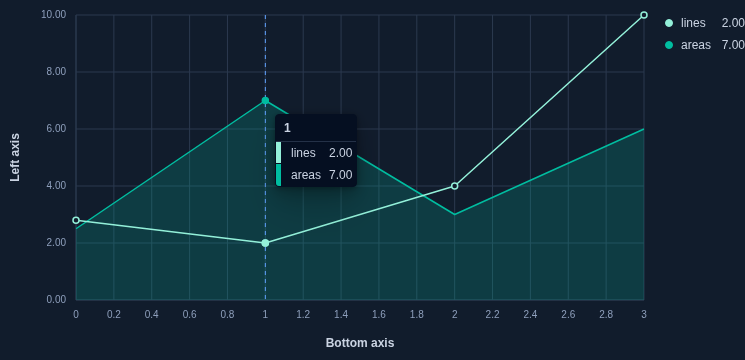 10.00
8.00
6.00
4.00
2.00
0.00
Left axis
0 0.2 0.4 0.6 0.8 1 1.2 1.4 1.6 1.8 2 2.2 2.4 2.6 2.8 3
Bottom axis
1
lines 2.00
areas 7.00
lines 2.00
areas 7.00